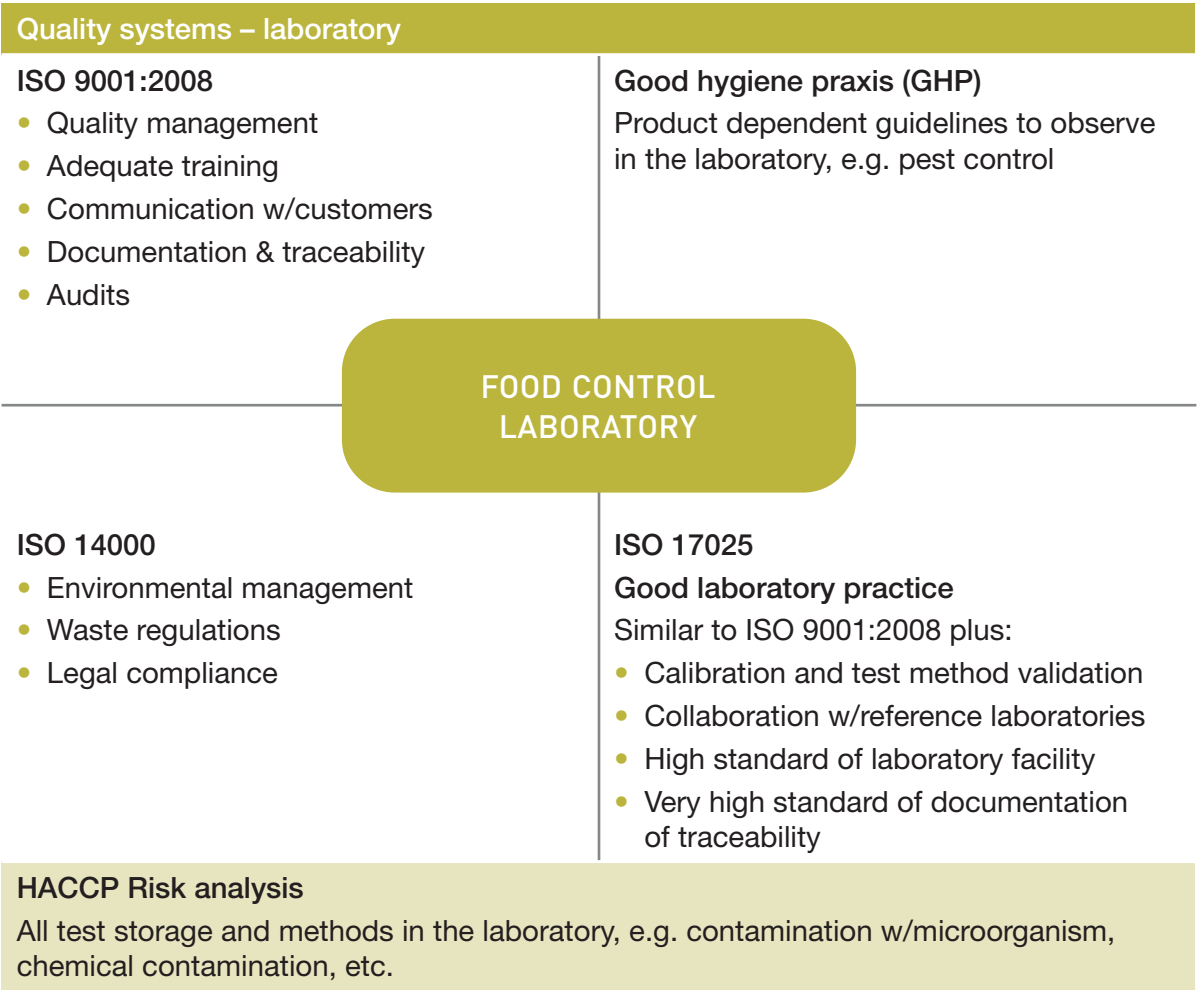 Quality systems – laboratory
ISO 9001:2008
• Quality management
• Adequate training
• Communication w/customers
• Documentation & traceability
• Audits
Good hygiene praxis (GHP)
Product dependent guidelines to observe
in the laboratory, e.g. pest control
FOOD CONTROL
LABORATORY
ISO 14000
• Environmental management
• Waste regulations
• Legal compliance
ISO 17025
Good laboratory practice
Similar to ISO 9001:2008 plus:
• Calibration and test method validation
• Collaboration w/reference laboratories
• High standard of laboratory facility
• Very high standard of documentation
of traceability
HACCP Risk analysis
All test storage and methods in the laboratory, e.g. contamination w/microorganism,
chemical contamination, etc.